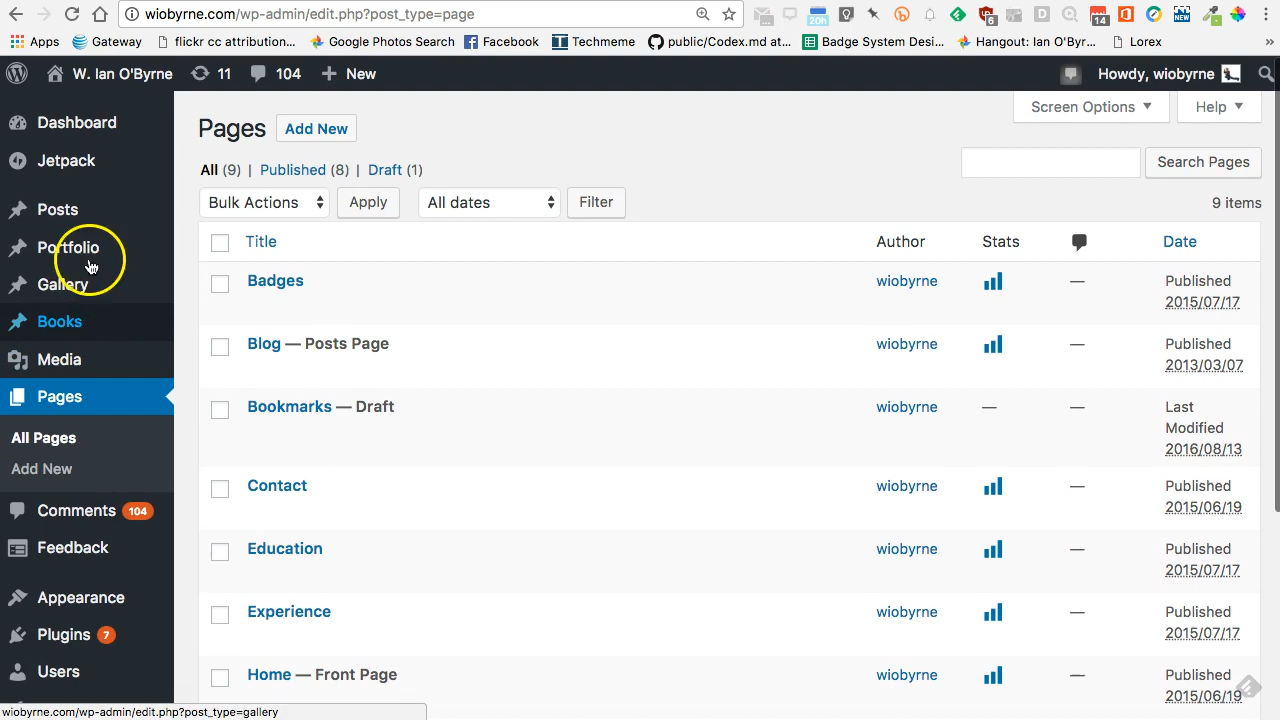 wiobyrne.com/wp-admin/edit.php?post_type=page
20h
6
14
NEW
Apps
Gateway
flickr cc attribution...
Google Photos Search
Facebook
Techmeme
public/Codex.md at...
Badge System Desi...
Hangout: Ian O'Byr...
Lorex
»
W. Ian O'Byrne
11
104
New
Howdy, wiobyrne
Dashboard
Jetpack
Posts
Portfolio
Gallery
Books
Media
Pages
All Pages
Add New
Comments 104
Feedback
Appearance
Plugins 7
Users
Screen Options
Help
Pages Add New
All (9) | Published (8) | Draft (1)
Search Pages
Bulk Actions
Apply
All dates
Filter
9 items
Title Author Stats Date
Badges wiobyrne — Published
2015/07/17
Blog — Posts Page wiobyrne — Published
2013/03/07
Bookmarks — Draft wiobyrne — — Last
Modified
2016/08/13
Contact wiobyrne — Published
2015/06/19
Education wiobyrne — Published
2015/07/17
Experience wiobyrne — Published
2015/07/17
Home — Front Page wiobyrne — Published
2015/06/19
wiobyrne.com/wp-admin/edit.php?post_type=gallery